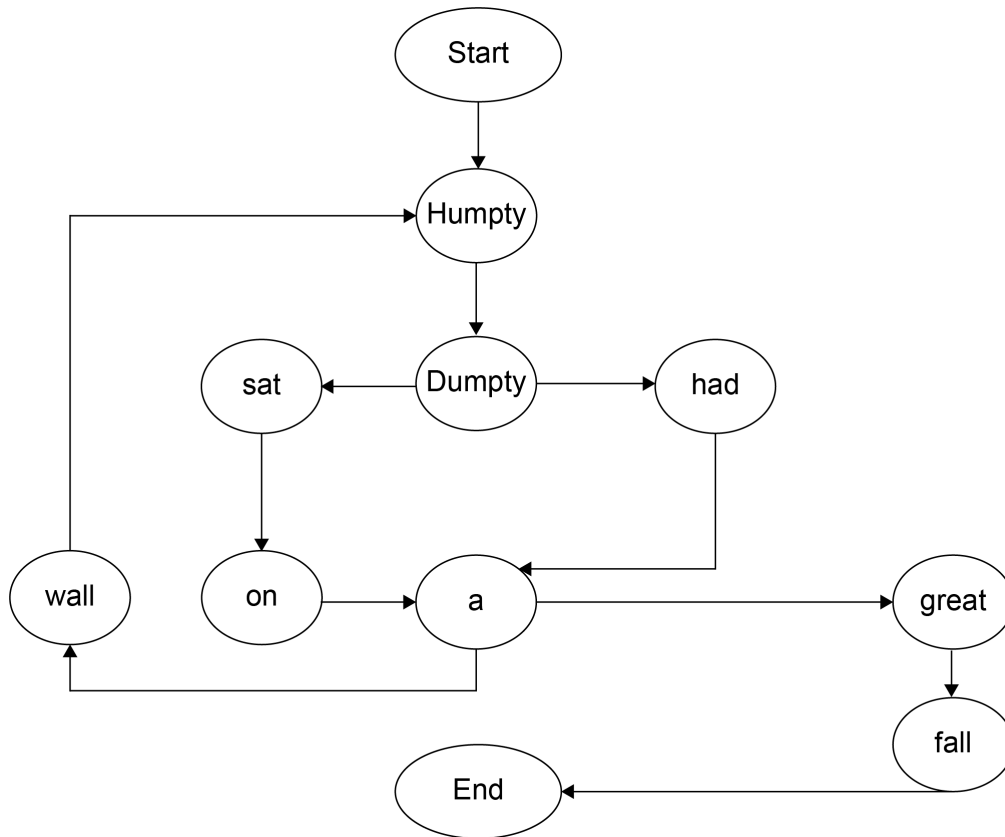 Start
Humpty
sat
Dumpty
had
wall
on
a
great
fall
End